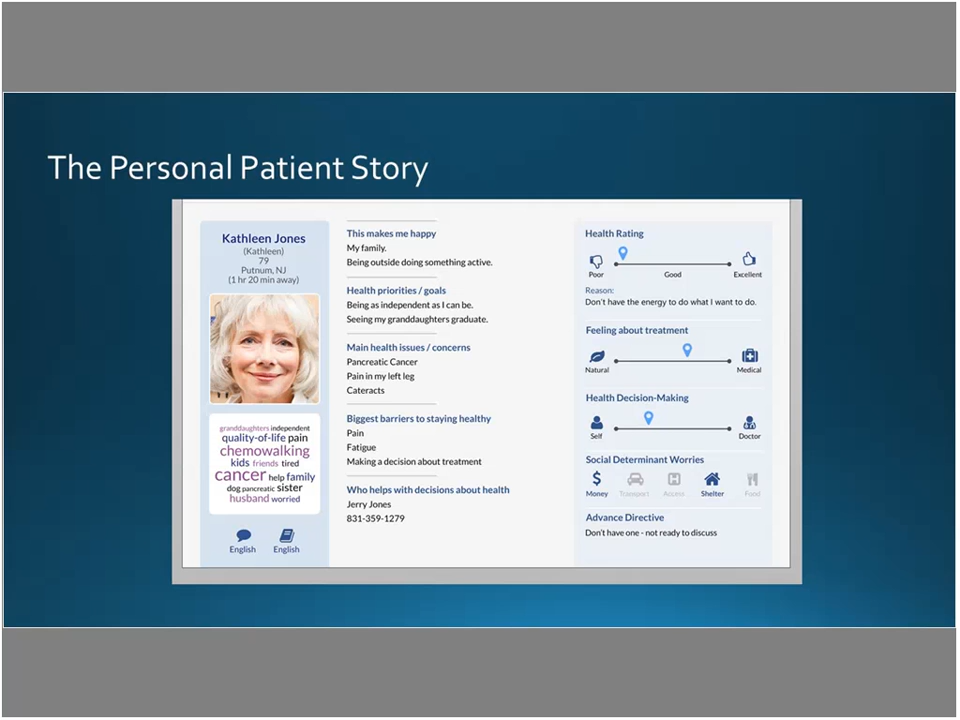 The Personal Patient Story
Kathleen Jones
(Kathleen)
79
Putnum, NJ
(1 hr 20 min away)
granddaughters independent
quality-of-life pain
chemowalking
kids friends tired
cancer help family
dog pancreatic sister
husband worried
English English
This makes me happy
My family.
Being outside doing something active.
Health priorities / goals
Being as independent as I can be.
Seeing my granddaughters graduate.
Main health issues / concerns
Pancreatic Cancer
Pain in my left leg
Cateracts
Biggest barriers to staying healthy
Pain
Fatigue
Making a decision about treatment
Who helps with decisions about health
Jerry Jones
831-359-1279
Health Rating
Poor Good Excellent
Reason:
Don't have the energy to do what I want to do.
Feeling about treatment
Natural Medical
Health Decision-Making
Self Doctor
Social Determinant Worries
Money Transport Access Shelter Food
Advance Directive
Don't have one - not ready to discuss